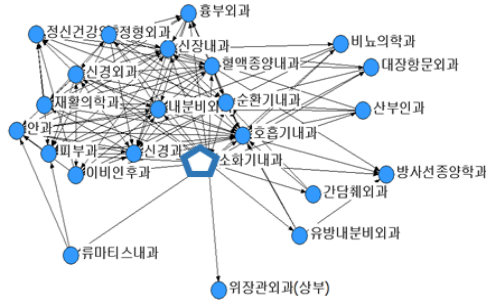 흉부외과
정신건강의학과
정형외과
신장내과
비뇨의학과
혈액종양내과
대장항문외과
신경외과
재활의학과
내분비외
순환기내과
산부인과
안과
호흡기내과
피부과
신경과
소화기내과
이비인후과
방사선종양학과
간담췌외과
유방내분비외과
류마티스내과
위장관외과(상부)